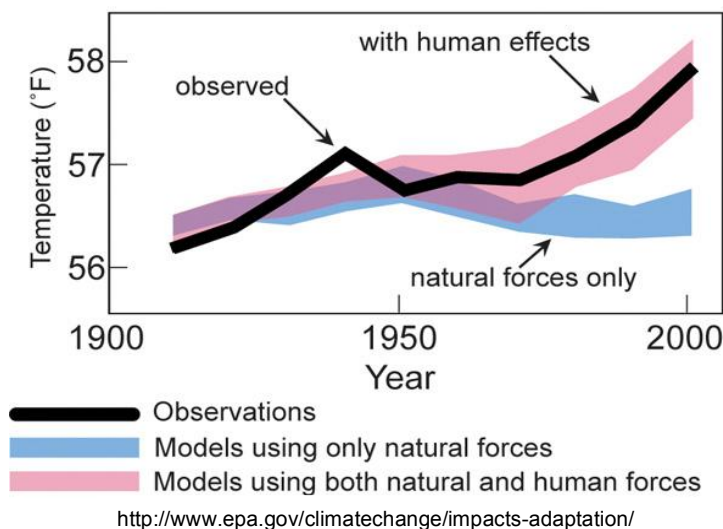 with human effects
observed
natural forces only
Temperature (˚F)
58
57
56
1900
1950
2000
Year
Observations
Models using only natural forces
Models using both natural and human forces
http://www.epa.gov/climatechange/impacts-adaptation/